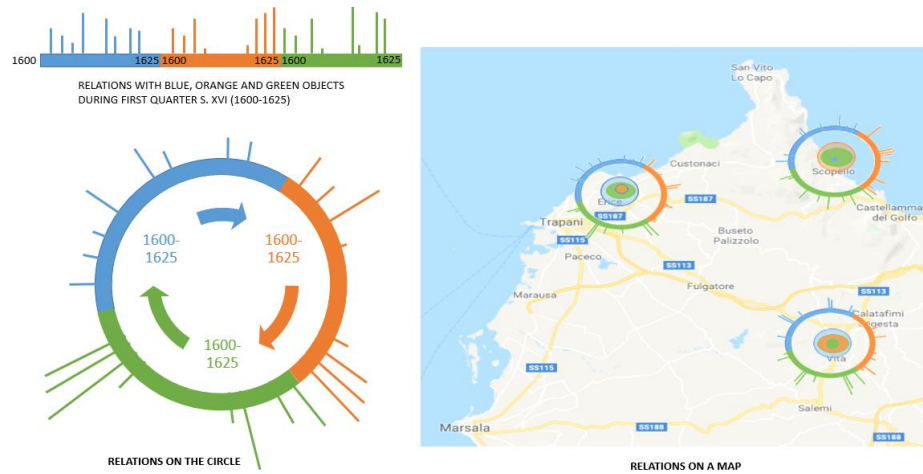 1600
1625
1600
1625
1600
1625
RELATIONS WITH BLUE, ORANGE AND GREEN OBJECTS
DURING FIRST QUARTER S. XVI (1600-1625)
1600-
1625
1600-
1625
1600-
1625
RELATIONS ON THE CIRCLE
San Vito
Lo Capo
Custonaci
Scopello
Erice
SS187
SS187
Castellamma
del Golfo
Trapani
SS115
Buseto
Palizzolo
Paceco
SS113
Fulgatore
Marausa
SS113
Calatafimi
Vita
SS115
Salemi
Marsala
SS188
SS188
RELATIONS ON A MAP